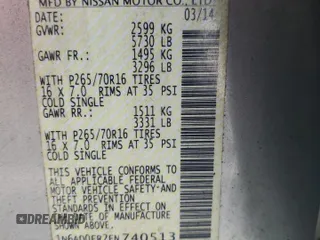 MFD BY NISSAN MOTOR CO., LTD.
DATE: 03/14
GVWR: 2599 KG
5730 LB
GAWR FR.: 1495 KG
3296 LB
WITH P265/70R16 TIRES
16 X 7.0 RIMS AT 35 PSI
COLD SINGLE
GAWR RR.: 1511 KG
3331 LB
WITH P265/70R16 TIRES
16 X 7.0 RIMS AT 35 PSI
COLD SINGLE
THIS VEHICLE CONFORMS TO
ALL APPLICABLE FEDERAL
MOTOR VEHICLE SAFETY
AND THEFT PREVENTION
STANDARDS IN EFFECT ON
THE DATE OF MANUFACTURE
SHOWN ABOVE.
1N6AD0ER2EN740513
DREAMBID